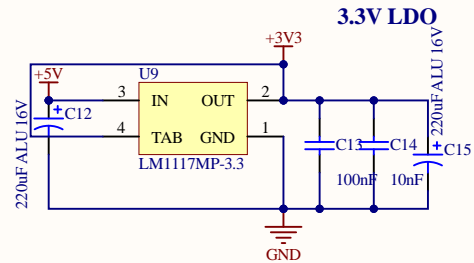 3.3V LDO
+3V3
+5V
U9
220uF ALU 16V
C12
3
IN
OUT
2
4
TAB
GND
1
LM1117MP-3.3
C13
100nF
C14
10nF
220uF ALU 16V
C15
GND